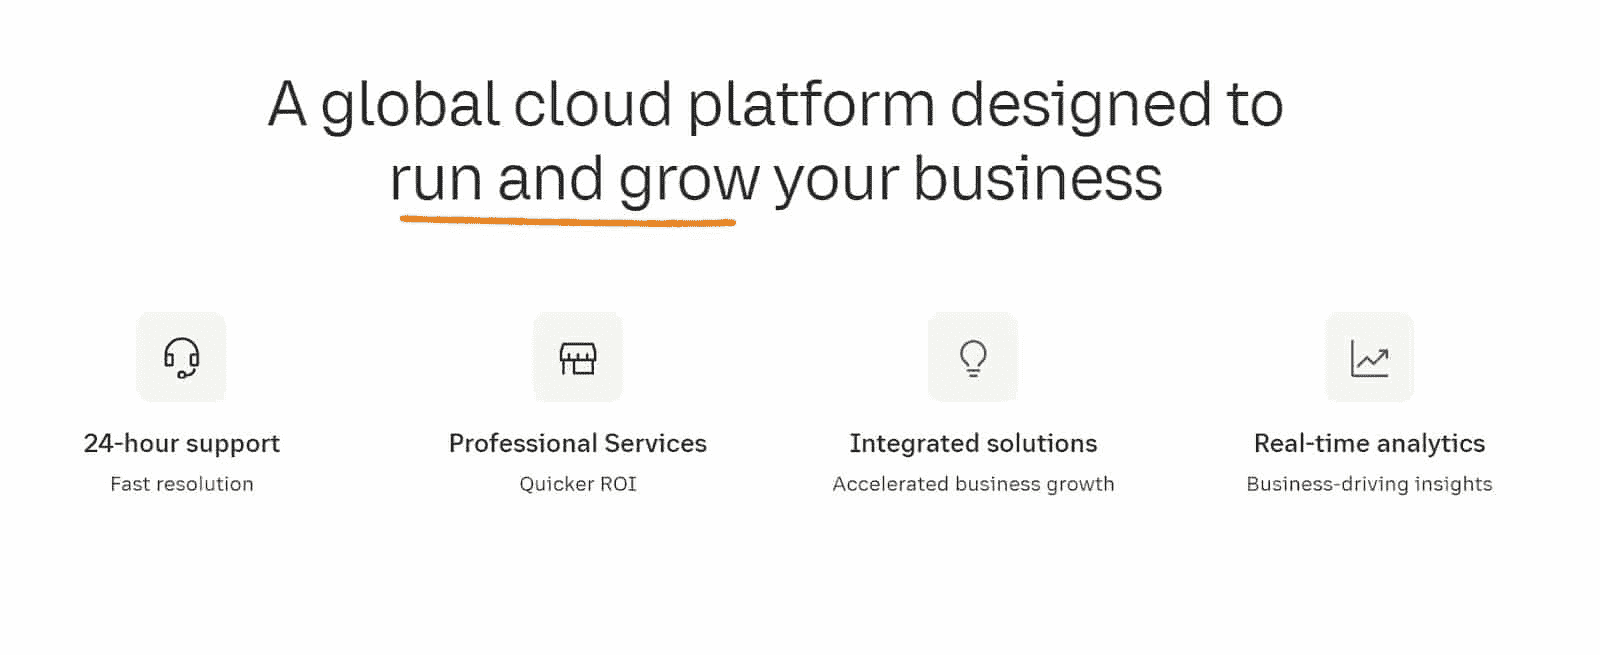 A global cloud platform designed to
run and grow your business
24-hour support
Fast resolution
Professional Services
Quicker ROI
Integrated solutions
Accelerated business growth
Real-time analytics
Business-driving insights